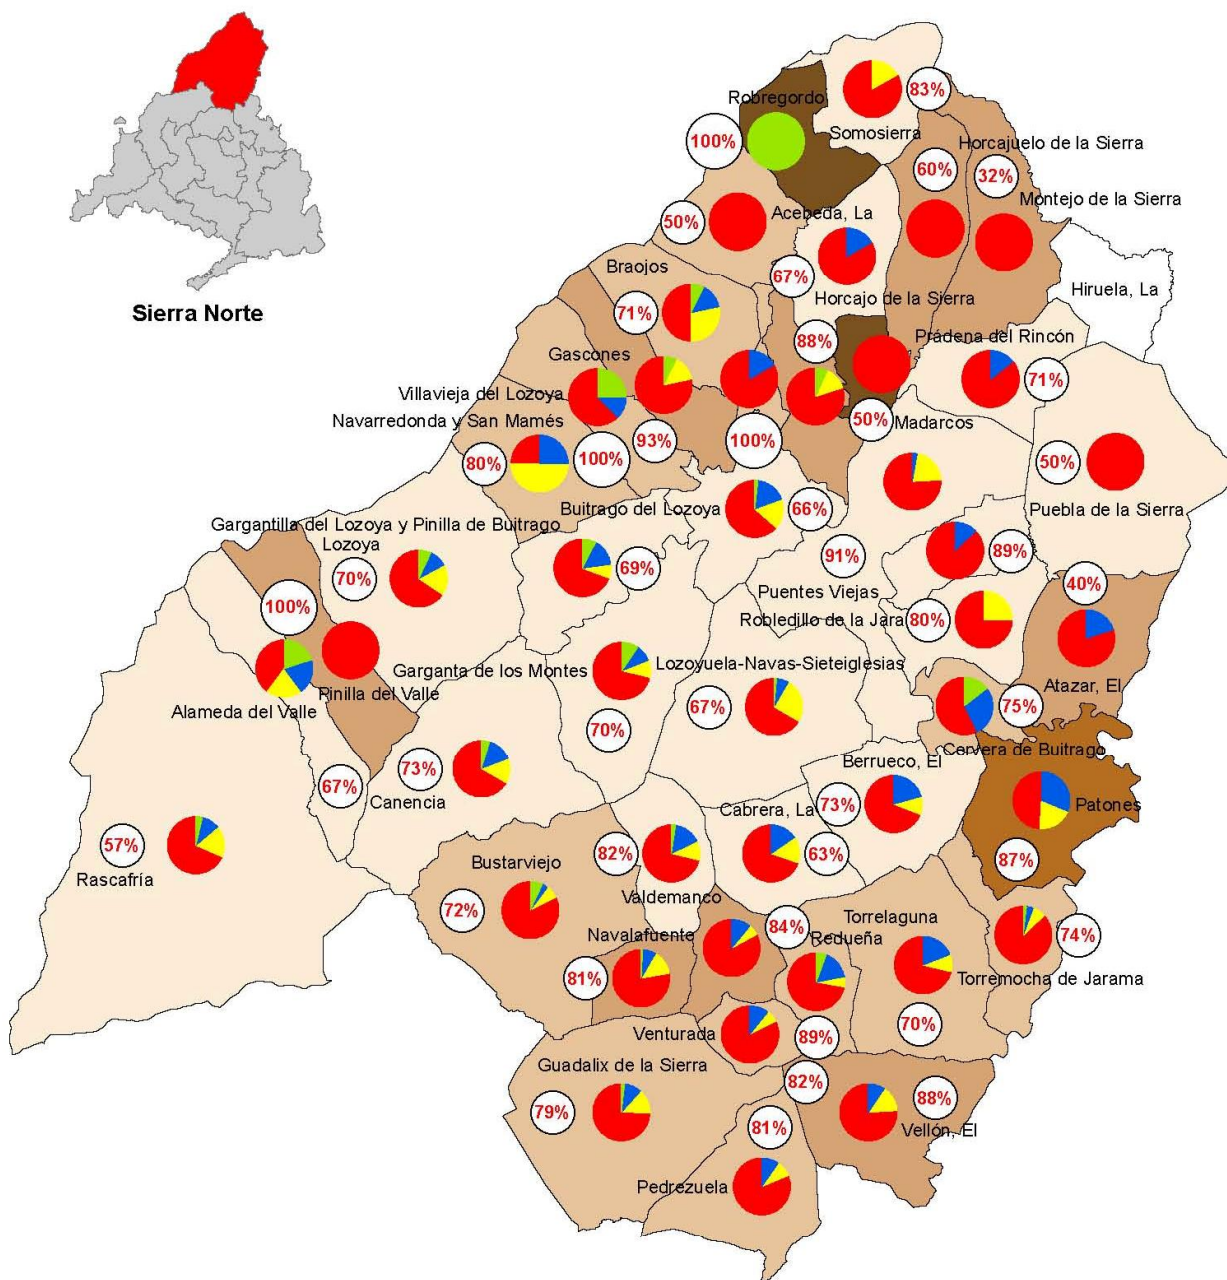 Robregordo
83%
Somosierra
100%
Horcajuelo de la Sierra
60%
32%
Montejo de la Sierra
Acebeda, La
50%
Braojos
67%
Hiruela, La
Horcajo de la Sierra
71%
88%
Prádena del Rincón
Sierra Norte
Gascones
71%
Villavieja del Lozoya
Navarredonda y San Mamés
50%
Madarcos
93%
100%
80%
100%
50%
Puebla de la Sierra
Buitrago del Lozoya
66%
Gargantilla del Lozoya y Pinilla de Buitrago
Lozoya
70%
69%
91%
89%
Puentes Viejas
40%
100%
Robledillo de la Jara
80%
Garganta de los Montes
Lozoyuela-Navas-Sieteiglesias
Pinilla del Valle
Atazar, El
Alameda del Valle
67%
75%
70%
Cervera de Buitrago
Berrueco, El
73%
67%
Canencia
Cabrera, La
73%
Patones
57%
82%
63%
87%
Rascafría
Bustarviejo
Valdemanco
72%
84%
Torrelaguna
Navalafuente
Redueña
74%
81%
Torremocha de Jarama
70%
Venturada
89%
Guadalix de la Sierra
82%
79%
88%
81%
Vellón, El
Pedrezuela